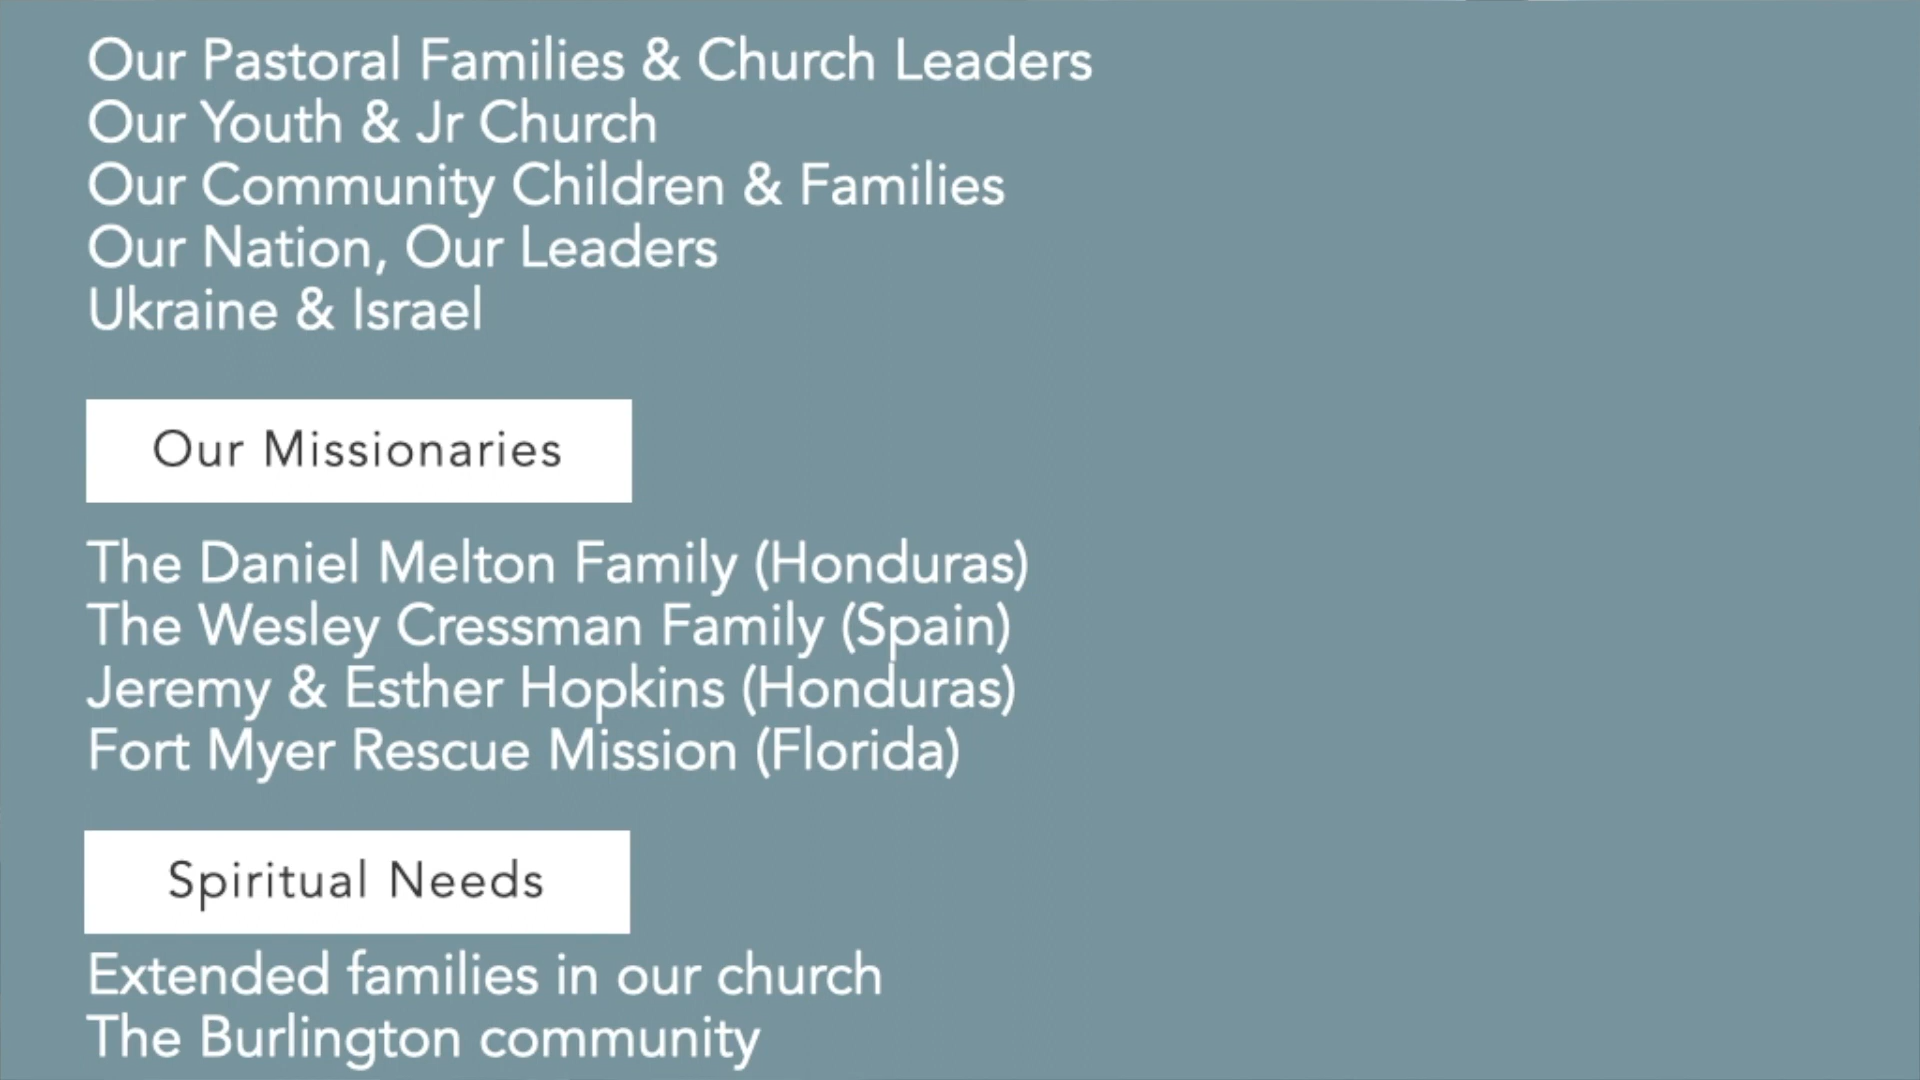 Our Pastoral Families & Church Leaders
Our Youth & Jr Church
Our Community Children & Families
Our Nation, Our Leaders
Ukraine & Israel
Our Missionaries
The Daniel Melton Family (Honduras)
The Wesley Cressman Family (Spain)
Jeremy & Esther Hopkins (Honduras)
Fort Myer Rescue Mission (Florida)
Spiritual Needs
Extended families in our church
The Burlington community